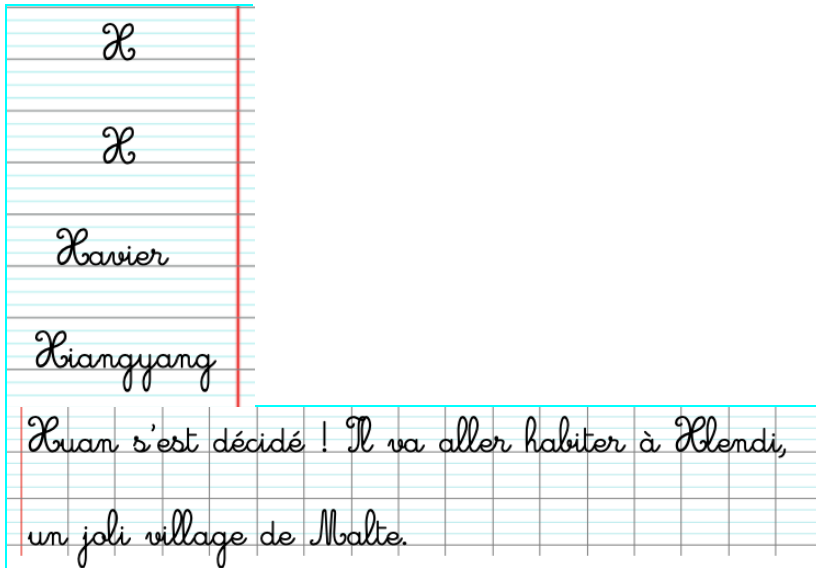 X
X
Xavier
Xiangyang
Xuan s'est décidé ! Il va aller habiter à Xlendi,
un joli village de Malte.